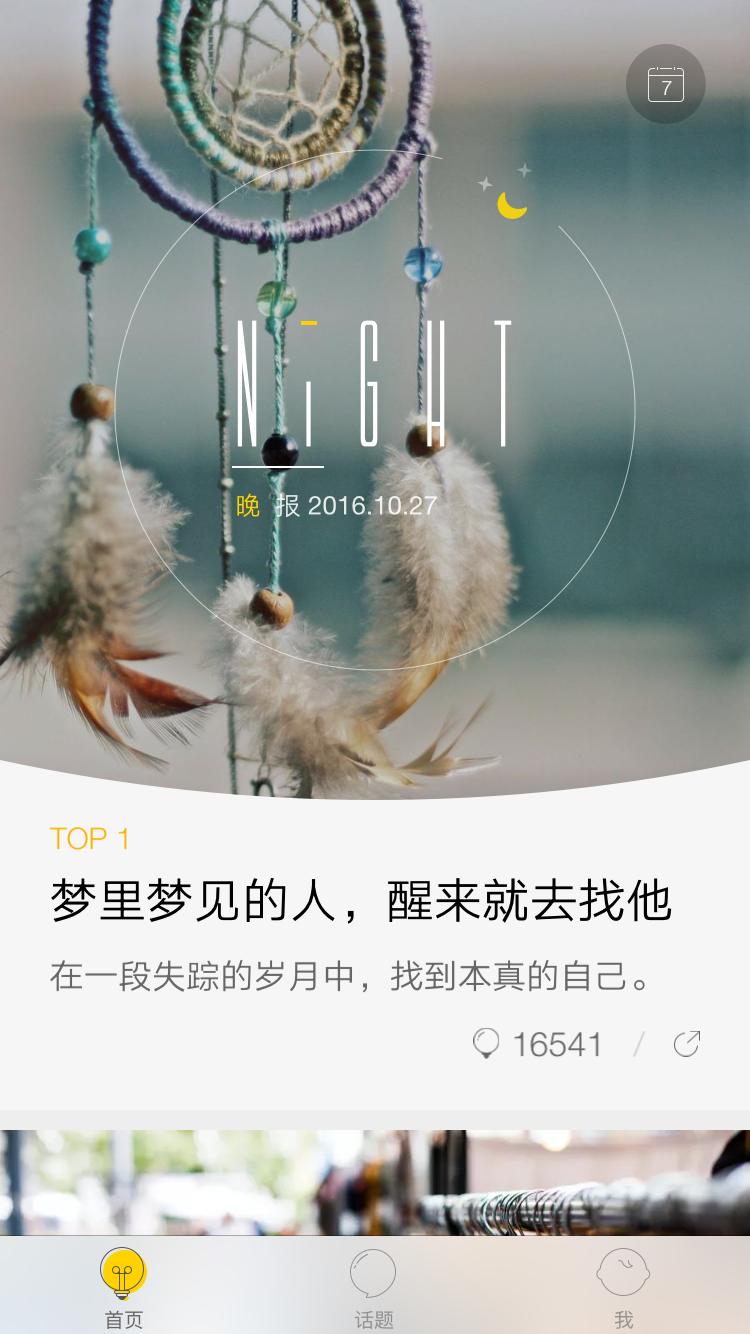 7
NiGHT
晚 报 2016.10.27
TOP 1
梦里梦见的人，醒来就去找他
在一段失踪的岁月中，找到本真的自己。
16541 /
首页 话题 我